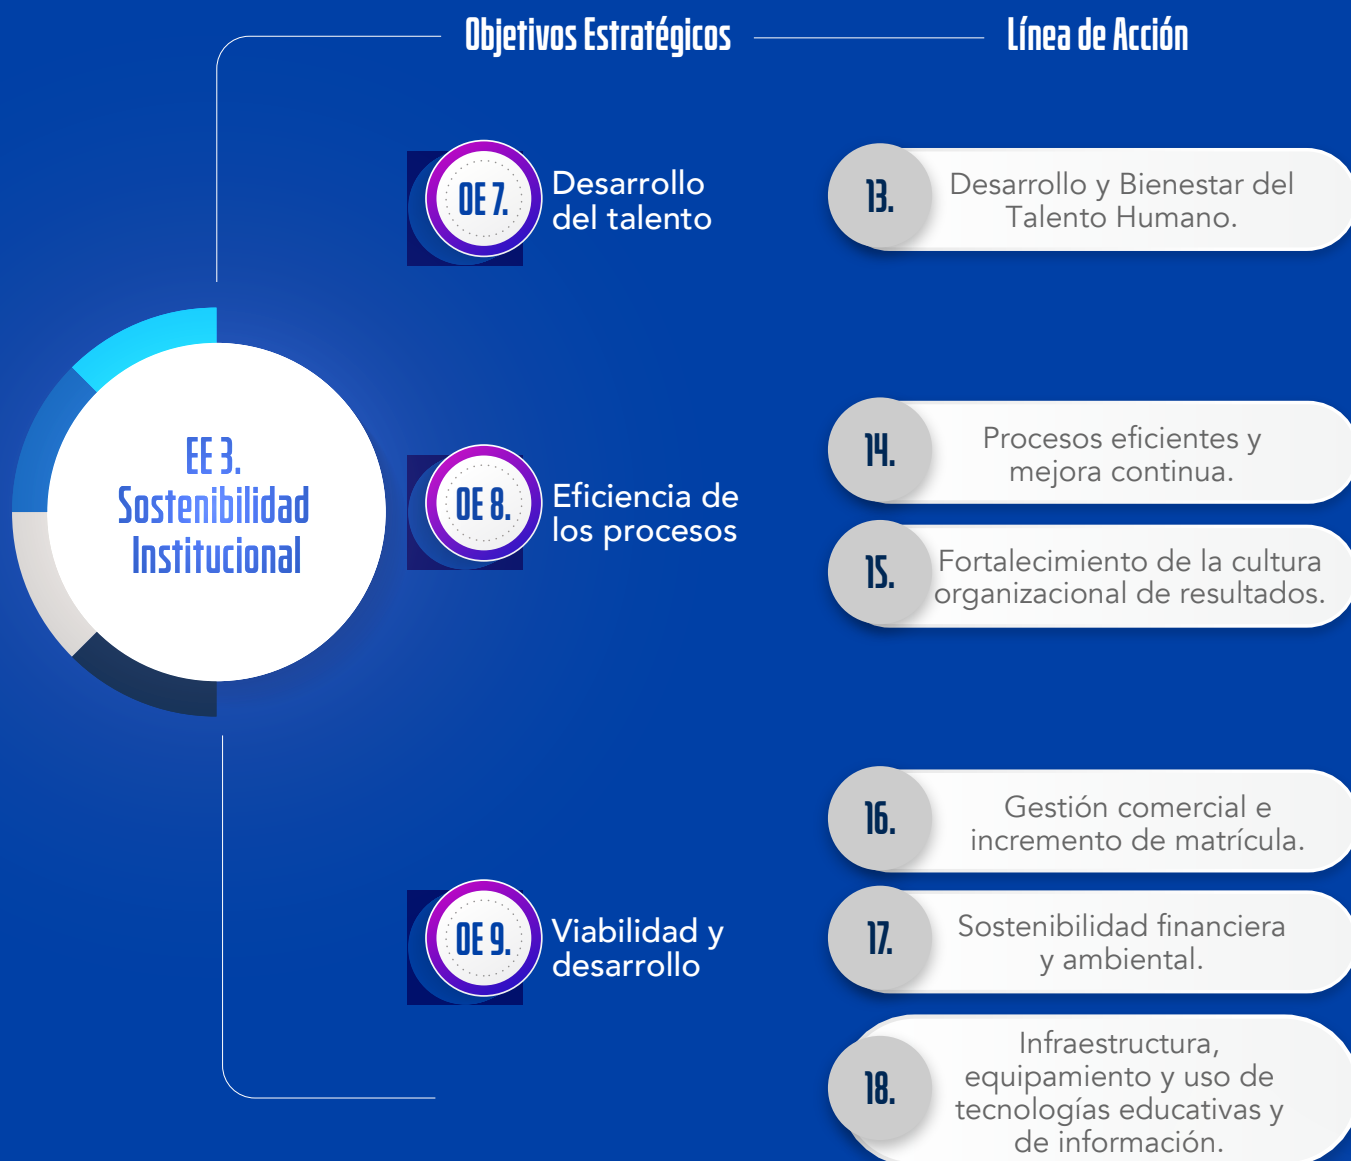 Objetivos Estratégicos
Línea de Acción
EE 3.
Sostenibilidad
Institucional
OE 7.
Desarrollo
del talento
13.
Desarrollo y Bienestar del
Talento Humano.
OE 8.
Eficiencia de
los procesos
14.
Procesos eficientes y
mejora continua.
15.
Fortalecimiento de la cultura
organizacional de resultados.
OE 9.
Viabilidad y
desarrollo
16.
Gestión comercial e
incremento de matrícula.
17.
Sostenibilidad financiera
y ambiental.
18.
Infraestructura,
equipamiento y uso de
tecnologías educativas y
de información.